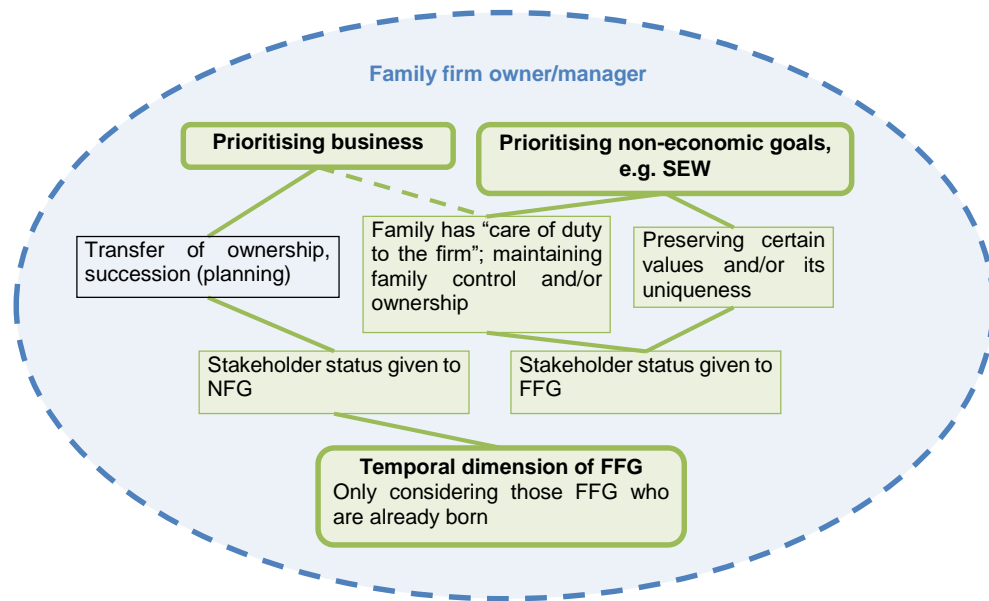 Family firm owner/manager
Prioritising business
Prioritising non-economic goals,
e.g. SEW
Transfer of ownership,
succession (planning)
Family has “care of duty
to the firm”; maintaining
family control and/or
ownership
Preserving certain
values and/or its
uniqueness
Stakeholder status given to
NFG
Stakeholder status given to
FFG
Temporal dimension of FFG
Only considering those FFG who
are already born